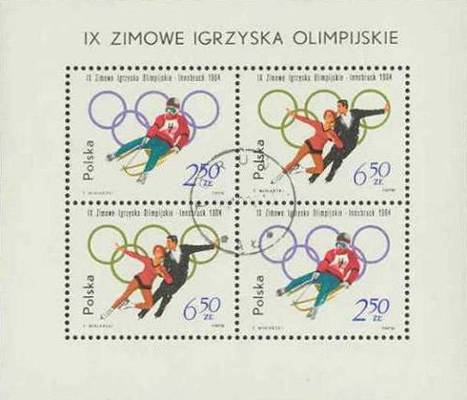 IX ZIMOWE IGRZYSKA OLIMPIJSKIE
IX Zimowe Igrzyska Olimpijskie - Innsbruck 1964
Polska
2.50 ZŁ
IX Zimowe Igrzyska Olimpijskie - Innsbruck 1964
Polska
6.50 ZŁ
IX Zimowe Igrzyska Olimpijskie - Innsbruck 1964
Polska
6.50 ZŁ
IX Zimowe Igrzyska Olimpijskie - Innsbruck 1964
Polska
2.50 ZŁ